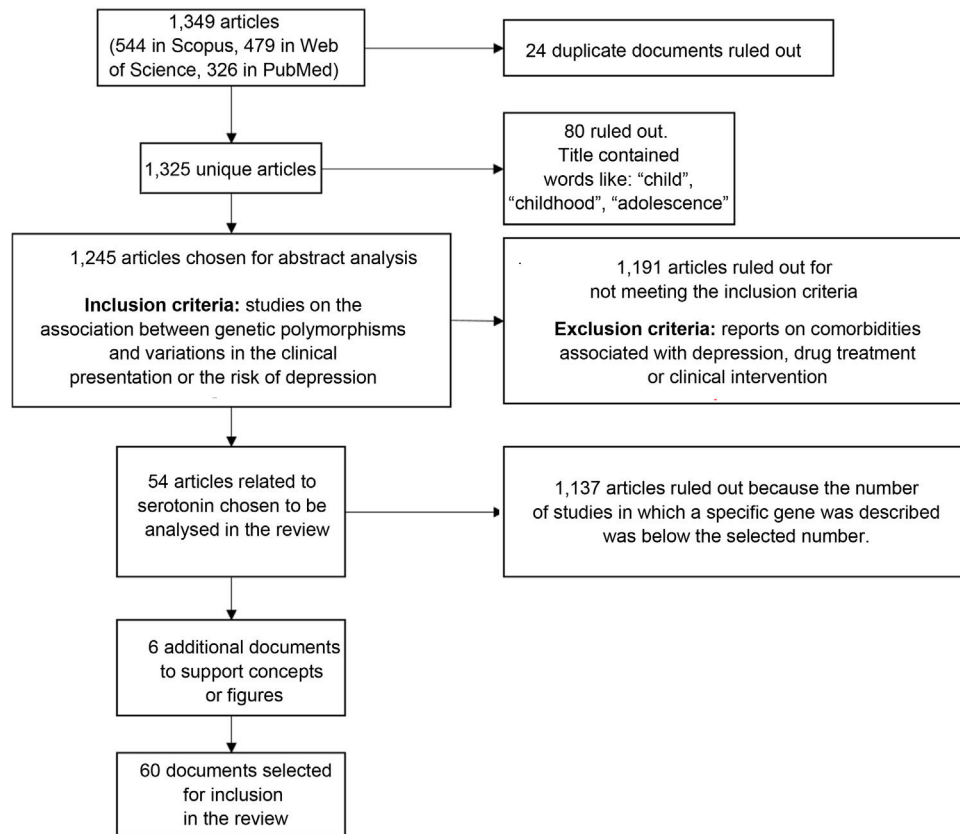 1,349 articles
(544 in Scopus, 479 in Web
of Science, 326 in PubMed)
24 duplicate documents ruled out
1,325 unique articles
80 ruled out.
Title contained
words like: “child”,
“childhood”, “adolescence”
1,245 articles chosen for abstract analysis
Inclusion criteria: studies on the
association between genetic polymorphisms
and variations in the clinical
presentation or the risk of depression
1,191 articles ruled out for
not meeting the inclusion criteria
Exclusion criteria: reports on comorbidities
associated with depression, drug treatment
or clinical intervention
54 articles related to
serotonin chosen to be
analysed in the review
1,137 articles ruled out because the number
of studies in which a specific gene was described
was below the selected number.
6 additional documents
to support concepts
or figures
60 documents selected
for inclusion
in the review